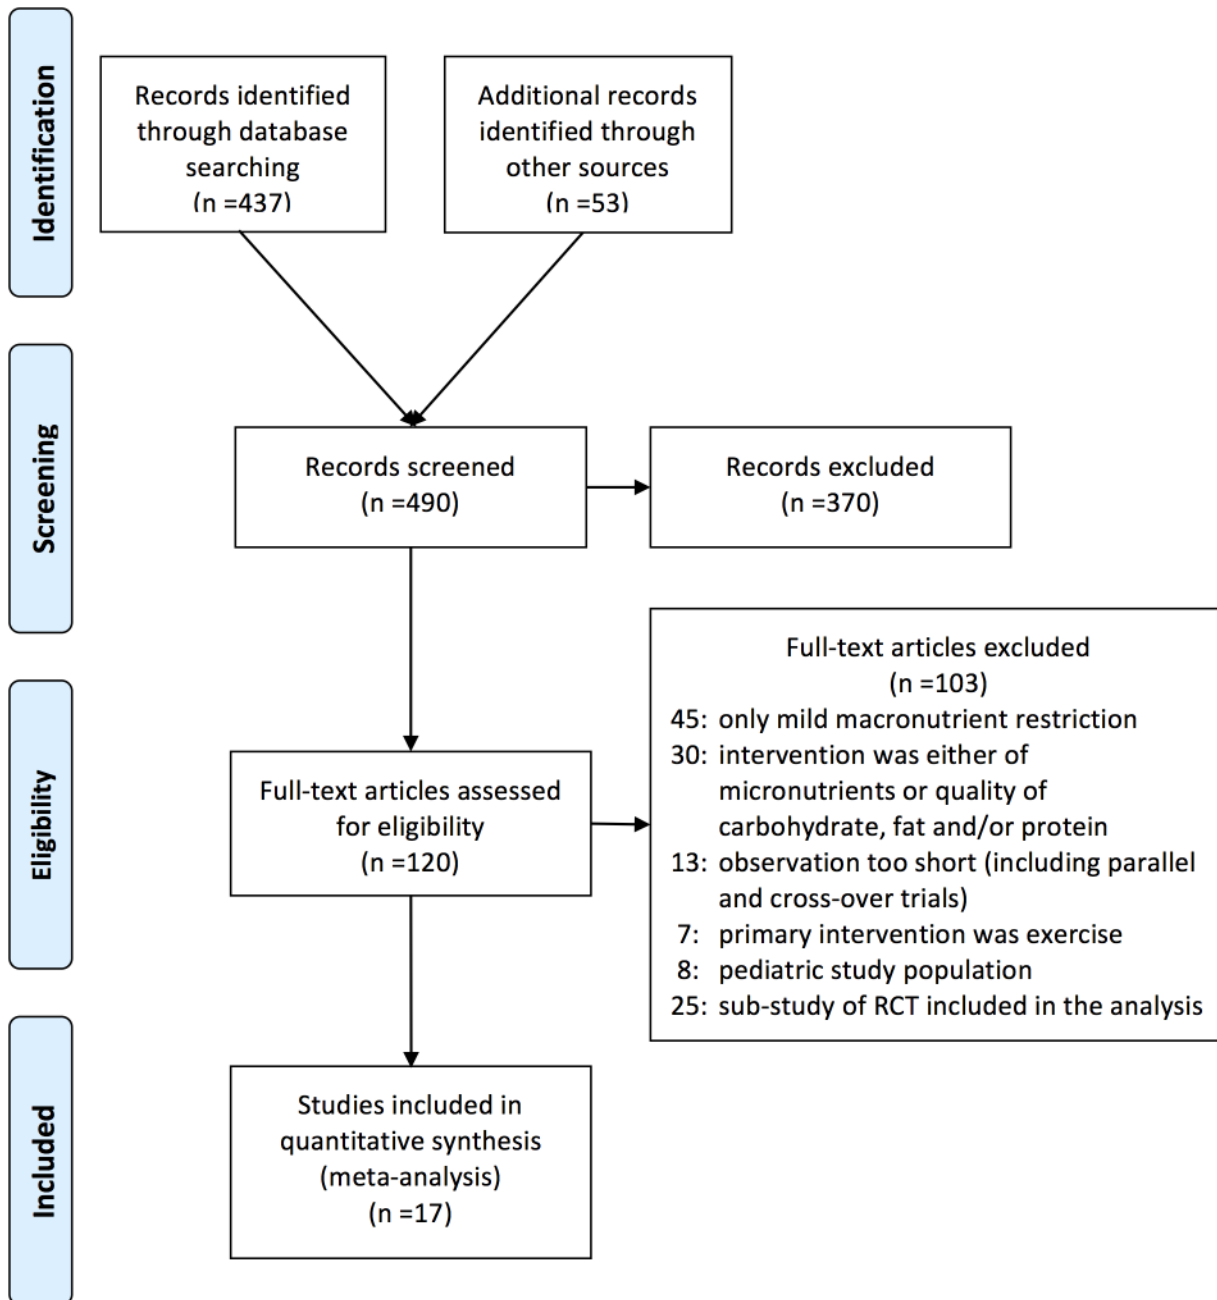 Identification
Records identified
through database
searching
(n =437)
Additional records
identified through
other sources
(n =53)
Screening
Records screened
(n =490)
Records excluded
(n =370)
Eligibility
Full-text articles assessed
for eligibility
(n =120)
Full-text articles excluded
(n =103)
45: only mild macronutrient restriction
30: intervention was either of
micronutrients or quality of
carbohydrate, fat and/or protein
13: observation too short (including parallel
and cross-over trials)
7: primary intervention was exercise
8: pediatric study population
25: sub-study of RCT included in the analysis
Included
Studies included in
quantitative synthesis
(meta-analysis)
(n =17)